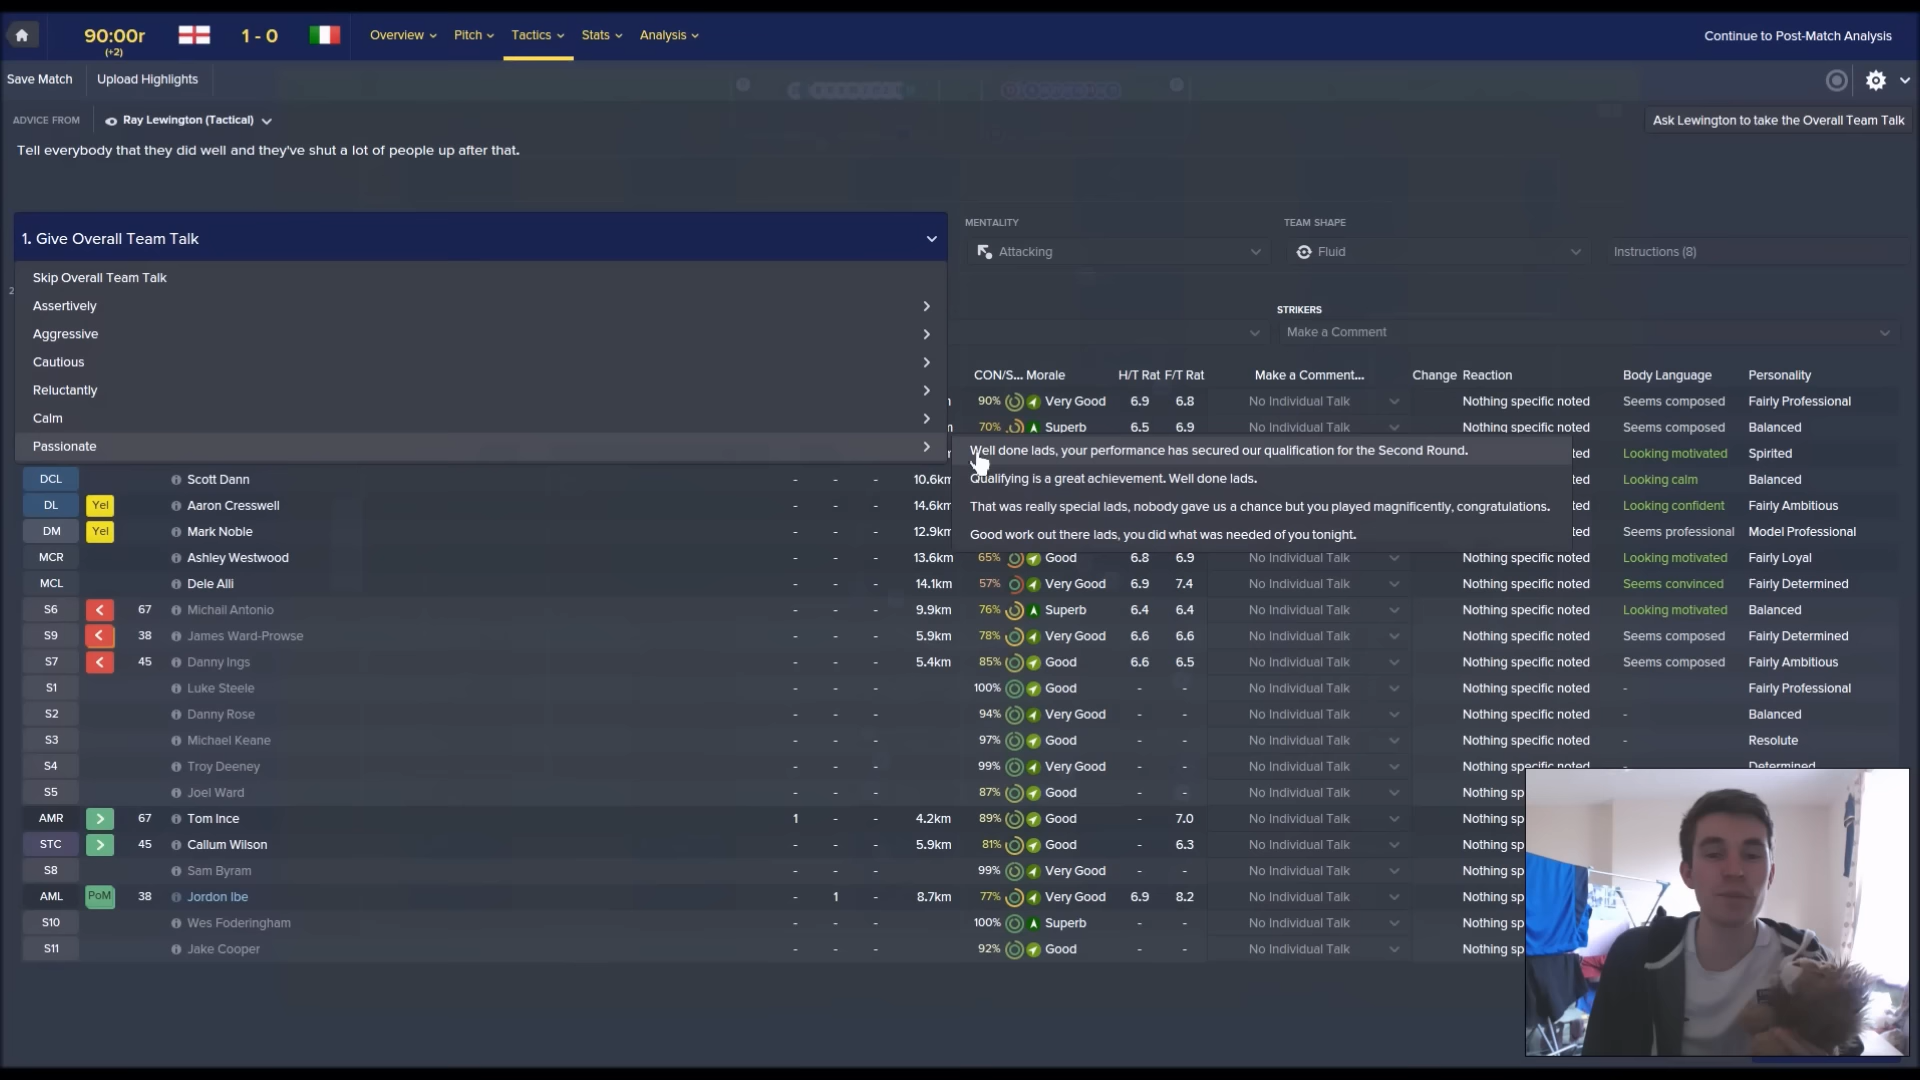 90:00r
(+2)
1 - 0
Overview
Pitch
Tactics
Stats
Analysis
Continue to Post-Match Analysis
Save Match
Upload Highlights
ADVICE FROM
Ray Lewington (Tactical)
Ask Lewington to take the Overall Team Talk
Tell everybody that they did well and they've shut a lot of people up after that.
1. Give Overall Team Talk
MENTALITY
Attacking
TEAM SHAPE
Fluid
Instructions (8)
Skip Overall Team Talk
Assertively
Aggressive
Cautious
Reluctantly
Calm
Passionate
STRIKERS
Make a Comment
Well done lads, your performance has secured our qualification for the Second Round.
Qualifying is a great achievement. Well done lads.
That was really special lads, nobody gave us a chance but you played magnificently, congratulations.
Good work out there lads, you did what was needed of you tonight.
CON/S... Morale H/T Rat F/T Rat Make a Comment... Change Reaction Body Language Personality
90% Very Good 6.9 6.8 No Individual Talk Nothing specific noted Seems composed Fairly Professional
70% Superb 6.5 6.9 No Individual Talk Nothing specific noted Seems composed Balanced
ted Looking motivated Spirited
DCL Scott Dann - - - 10.6km ted Looking calm Balanced
DL Yel Aaron Cresswell - - - 14.6km ted Looking confident Fairly Ambitious
DM Yel Mark Noble - - - 12.9km ted Seems professional Model Professional
MCR Ashley Westwood - - - 13.6km 65% Good 6.8 6.9 No Individual Talk Nothing specific noted Looking motivated Fairly Loyal
MCL Dele Alli - - - 14.1km 57% Very Good 6.9 7.4 No Individual Talk Nothing specific noted Seems convinced Fairly Determined
S6 67 Michail Antonio - - - 9.9km 76% Superb 6.4 6.4 No Individual Talk Nothing specific noted Looking motivated Balanced
S9 38 James Ward-Prowse - - - 5.9km 78% Very Good 6.6 6.6 No Individual Talk Nothing specific noted Seems composed Fairly Determined
S7 45 Danny Ings - - - 5.4km 85% Good 6.6 6.5 No Individual Talk Nothing specific noted Seems composed Fairly Ambitious
S1 Luke Steele - - - 100% Good - - No Individual Talk Nothing specific noted - Fairly Professional
S2 Danny Rose - - - 94% Very Good - - No Individual Talk Nothing specific noted - Balanced
S3 Michael Keane - - - 97% Good - - No Individual Talk Nothing specific noted - Resolute
S4 Troy Deeney - - - 99% Very Good - - No Individual Talk Nothing specific noted - Determined
S5 Joel Ward - - - 87% Good - - No Individual Talk Nothing sp
AMR 67 Tom Ince 1 - - 4.2km 89% Good - 7.0 No Individual Talk Nothing sp
STC 45 Callum Wilson - - - 5.9km 81% Good - 6.3 No Individual Talk Nothing sp
S8 Sam Byram - - - 99% Very Good - - No Individual Talk Nothing sp
AML PoM 38 Jordon Ibe - 1 - 8.7km 77% Very Good 6.9 8.2 No Individual Talk Nothing sp
S10 Wes Foderingham - - - 100% Superb - - No Individual Talk Nothing sp
S11 Jake Cooper - - - 92% Good - - No Individual Talk Nothing sp